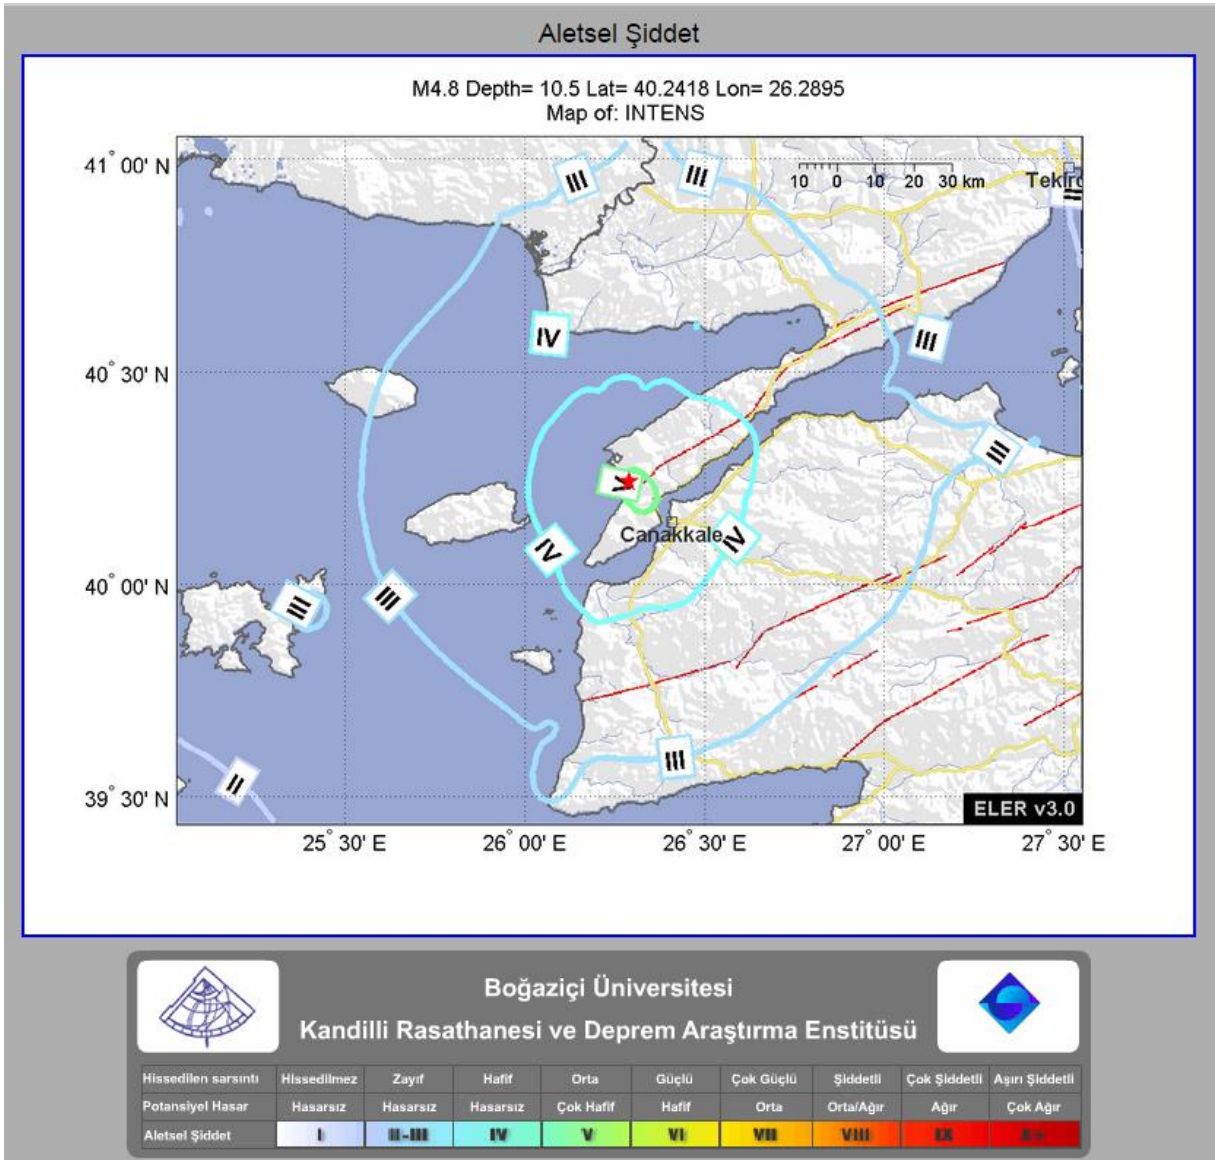 Aletsel Şiddet
M4.8 Depth= 10.5 Lat= 40.2418 Lon= 26.2895
Map of: INTENS
41° 00' N
III
III
10 0 10 20 30 km
Tekirc
II
IV
III
40° 30' N
III
V
Canakkale
IV
IV
40° 00' N
III
III
III
II
39° 30' N
ELER v3.0
25° 30' E 26° 00' E 26° 30' E 27° 00' E 27° 30' E
Boğaziçi Üniversitesi
Kandilli Rasathanesi ve Deprem Araştırma Enstitüsü
Hissedilen sarsıntı Hissedilmez Zayıf Hafif Orta Güçlü Çok Güçlü Şiddetli Çok Şiddetli Aşırı Şiddetli
Potansiyel Hasar Hasarsız Hasarsız Hasarsız Çok Hafif Hafif Orta Orta/Ağır Ağır Çok Ağır
Aletsel Şiddet I II-III IV V VI VII VIII IX X+